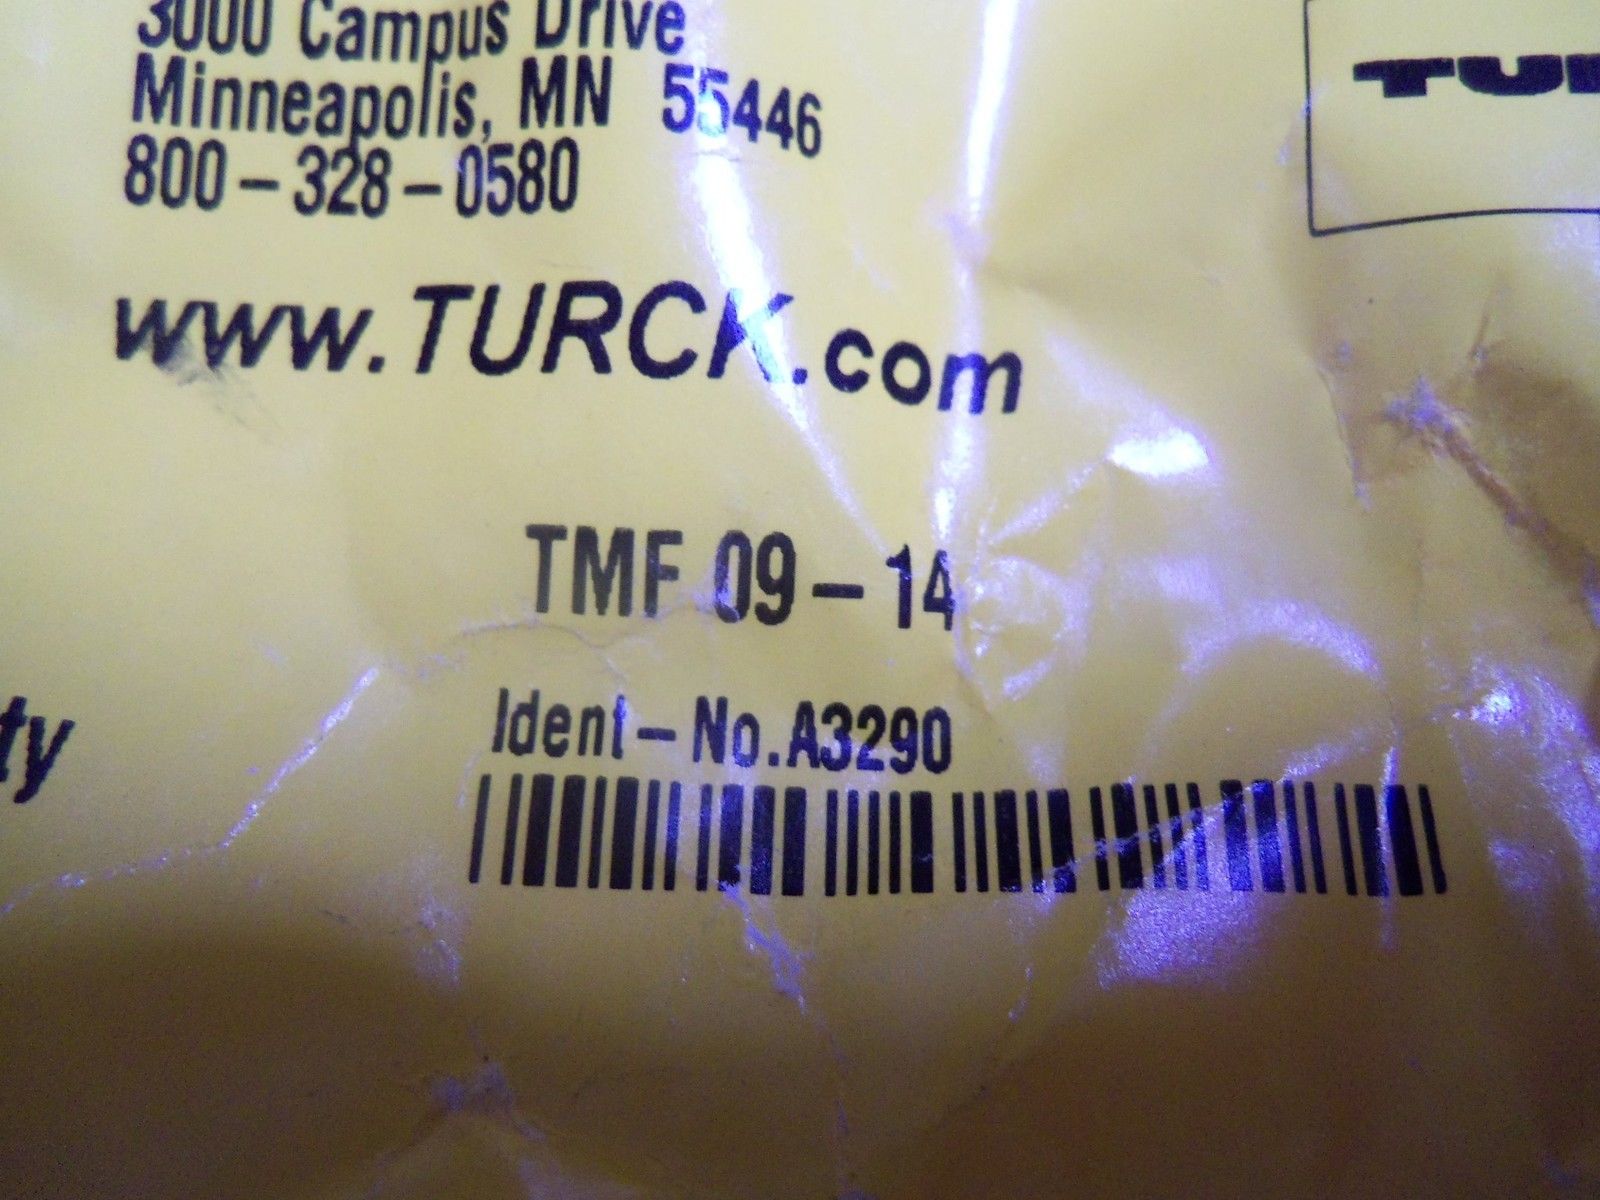 3000 Campus Drive
Minneapolis, MN 55446
800-328-0580
www.TURCK.com
TMF 09-14
Ident-No.A3290